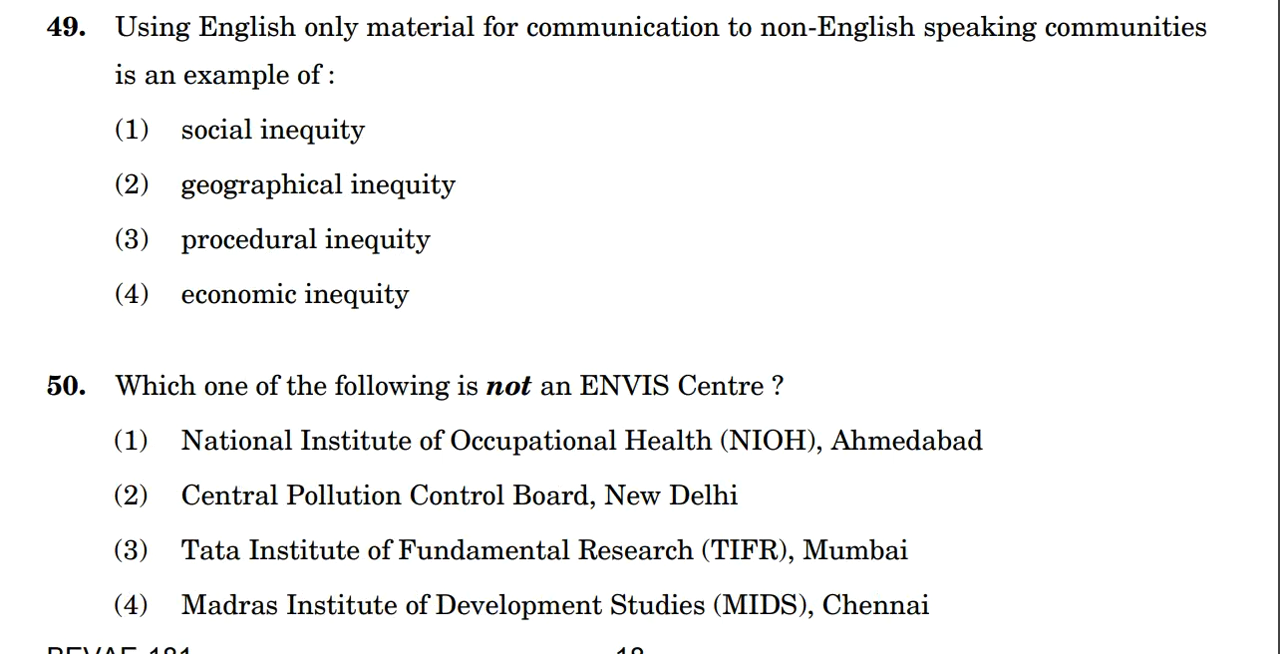 49. Using English only material for communication to non-English speaking communities
is an example of :
(1) social inequity
(2) geographical inequity
(3) procedural inequity
(4) economic inequity
50. Which one of the following is not an ENVIS Centre ?
(1) National Institute of Occupational Health (NIOH), Ahmedabad
(2) Central Pollution Control Board, New Delhi
(3) Tata Institute of Fundamental Research (TIFR), Mumbai
(4) Madras Institute of Development Studies (MIDS), Chennai